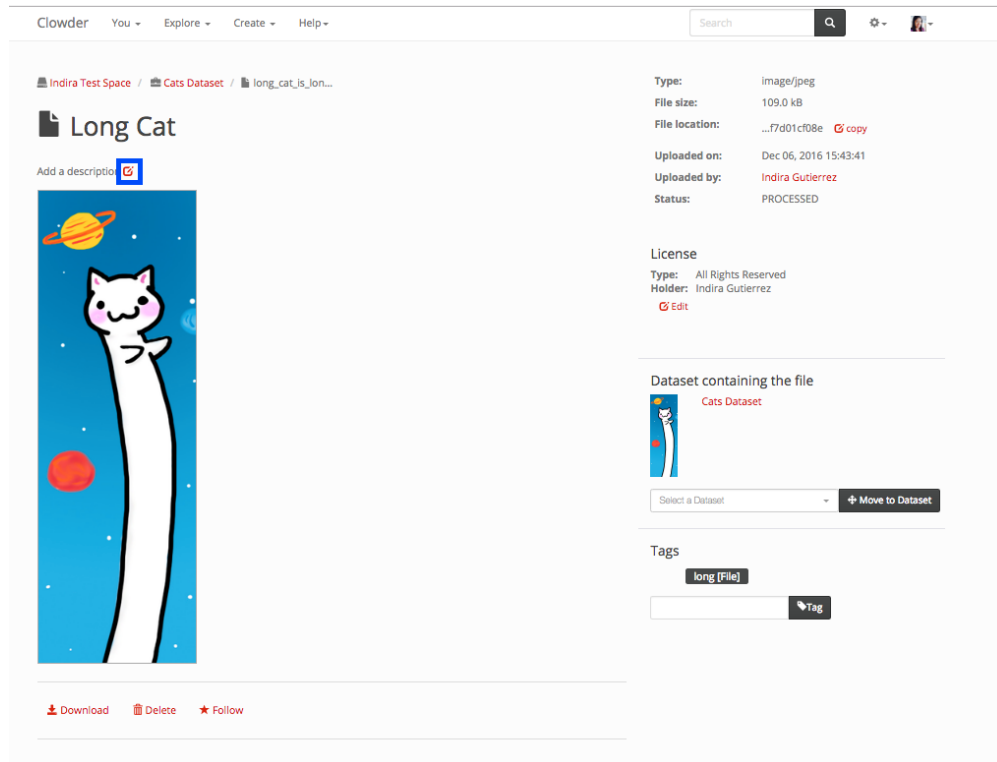 Clowder You Explore Create Help Search
Indira Test Space / Cats Dataset / long_cat_is_lon...
Long Cat
Add a description
Download Delete Follow
Type: image/jpeg
File size: 109.0 kB
File location: ...f7d01cf08e copy
Uploaded on: Dec 06, 2016 15:43:41
Uploaded by: Indira Gutierrez
Status: PROCESSED
License
Type: All Rights Reserved
Holder: Indira Gutierrez
Edit
Dataset containing the file
Cats Dataset
Select a Dataset Move to Dataset
Tags
long [File]
Tag